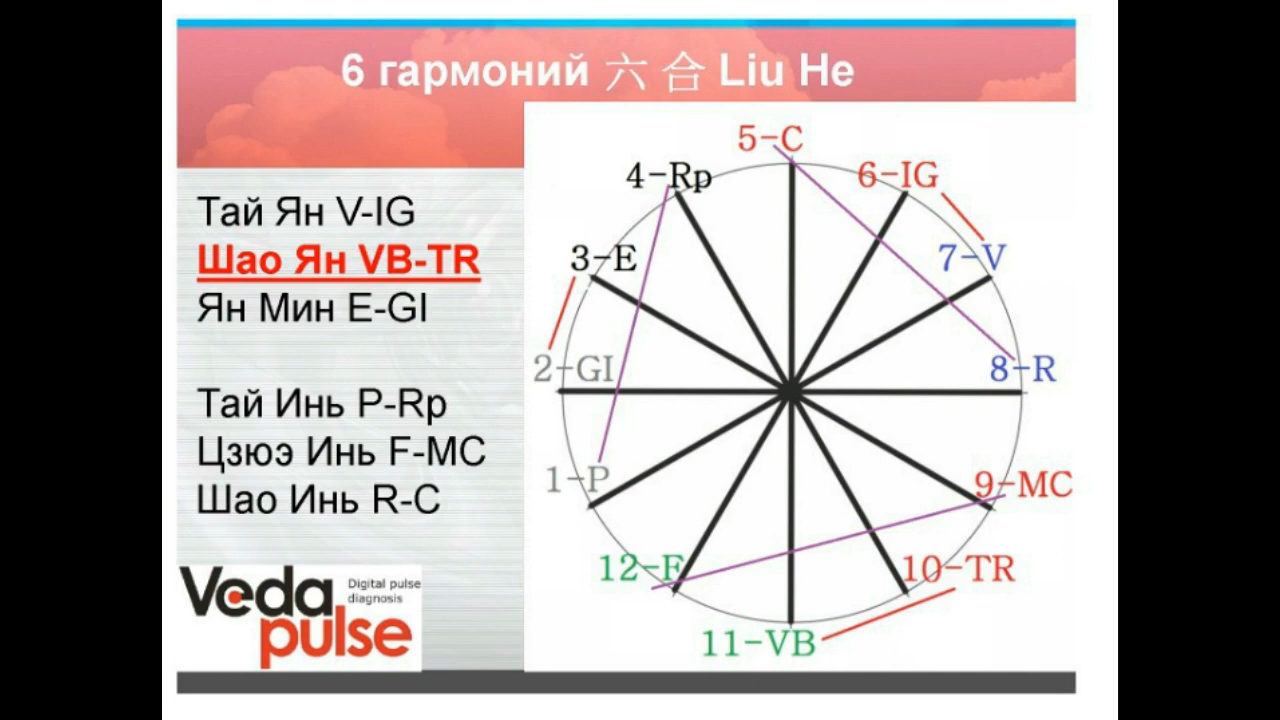 6 гармоний 六 合 Liu He
Тай Ян V-IG
Шао Ян VB-TR
Ян Мин E-GI
Тай Инь P-Rp
Цзюэ Инь F-MC
Шао Инь R-C
Veda
pulse
Digital pulse
diagnosis
5-C
4-Rp
6-IG
3-E
7-V
2-GI
8-R
1-P
9-MC
12-F
10-TR
11-VB